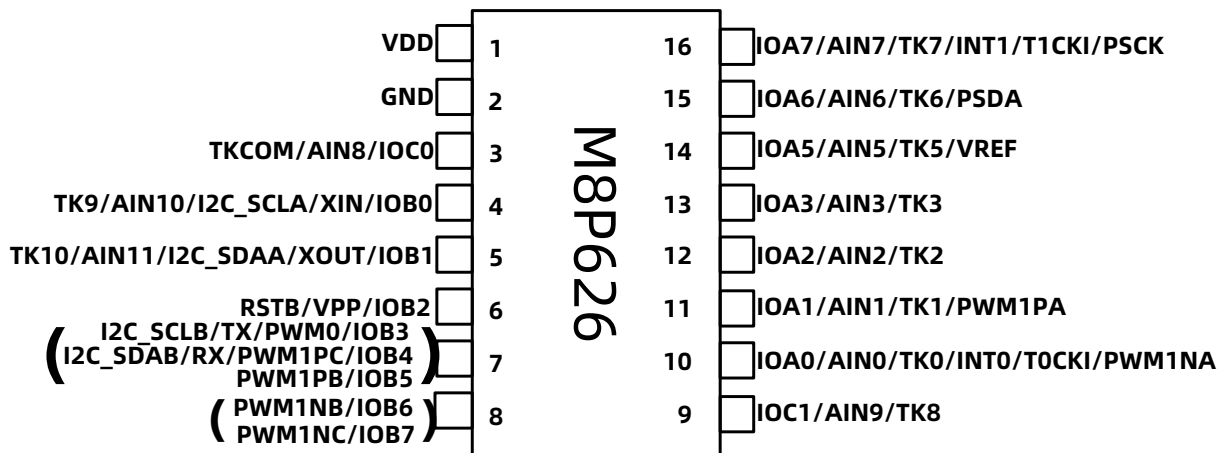 VDD 1 16 IOA7/AIN7/TK7/INT1/T1CKI/PSCK
GND 2 15 IOA6/AIN6/TK6/PSDA
TKCOM/AIN8/IOC0 3 14 IOA5/AIN5/TK5/VREF
TK9/AIN10/I2C_SCLA/XIN/IOB0 4 13 IOA3/AIN3/TK3
TK10/AIN11/I2C_SDAA/XOUT/IOB1 5 12 IOA2/AIN2/TK2
RSTB/VPP/IOB2 6 11 IOA1/AIN1/TK1/PWM1PA
(I2C_SCLB/TX/PWM0/IOB3
I2C_SDAB/RX/PWM1PC/IOB4
PWM1PB/IOB5) 7 10 IOA0/AIN0/TK0/INT0/T0CKI/PWM1NA
(PWM1NB/IOB6
PWM1NC/IOB7) 8 9 IOC1/AIN9/TK8
M8P626